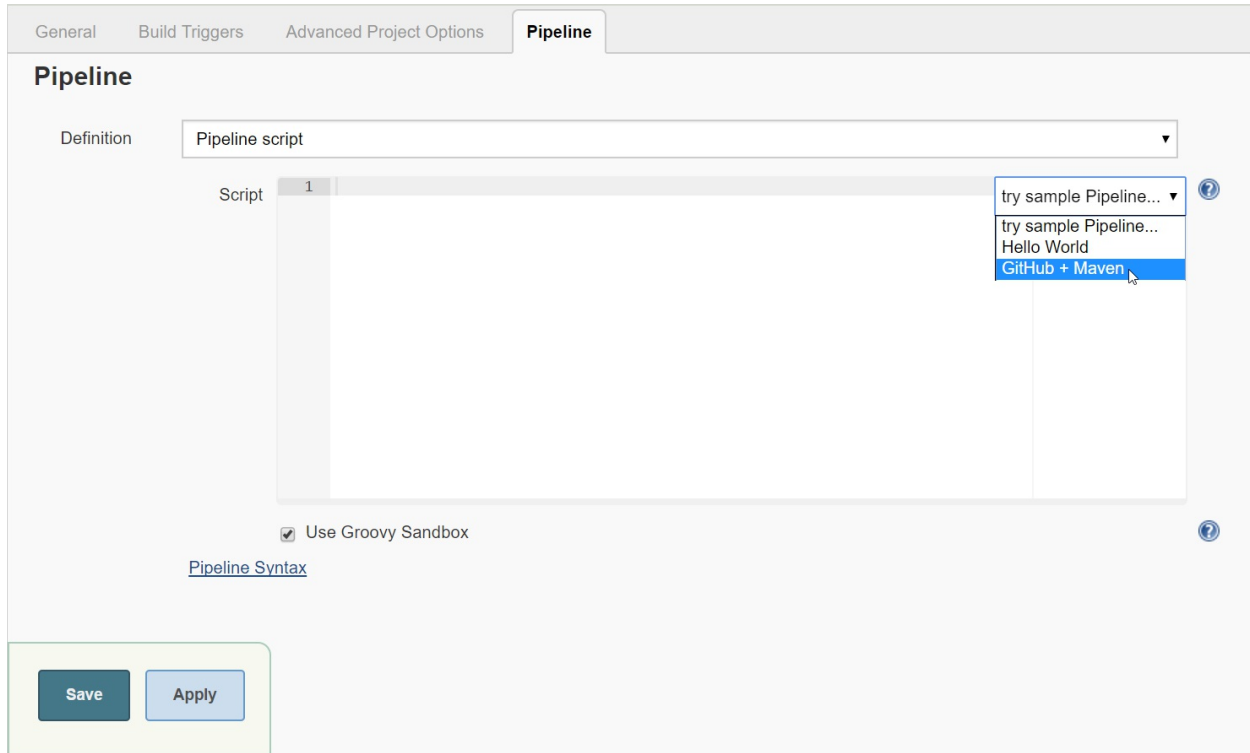 General Build Triggers Advanced Project Options Pipeline
Pipeline
Definition Pipeline script
Script 1 try sample Pipeline...
try sample Pipeline...
Hello World
GitHub + Maven
Use Groovy Sandbox
Pipeline Syntax
Save Apply